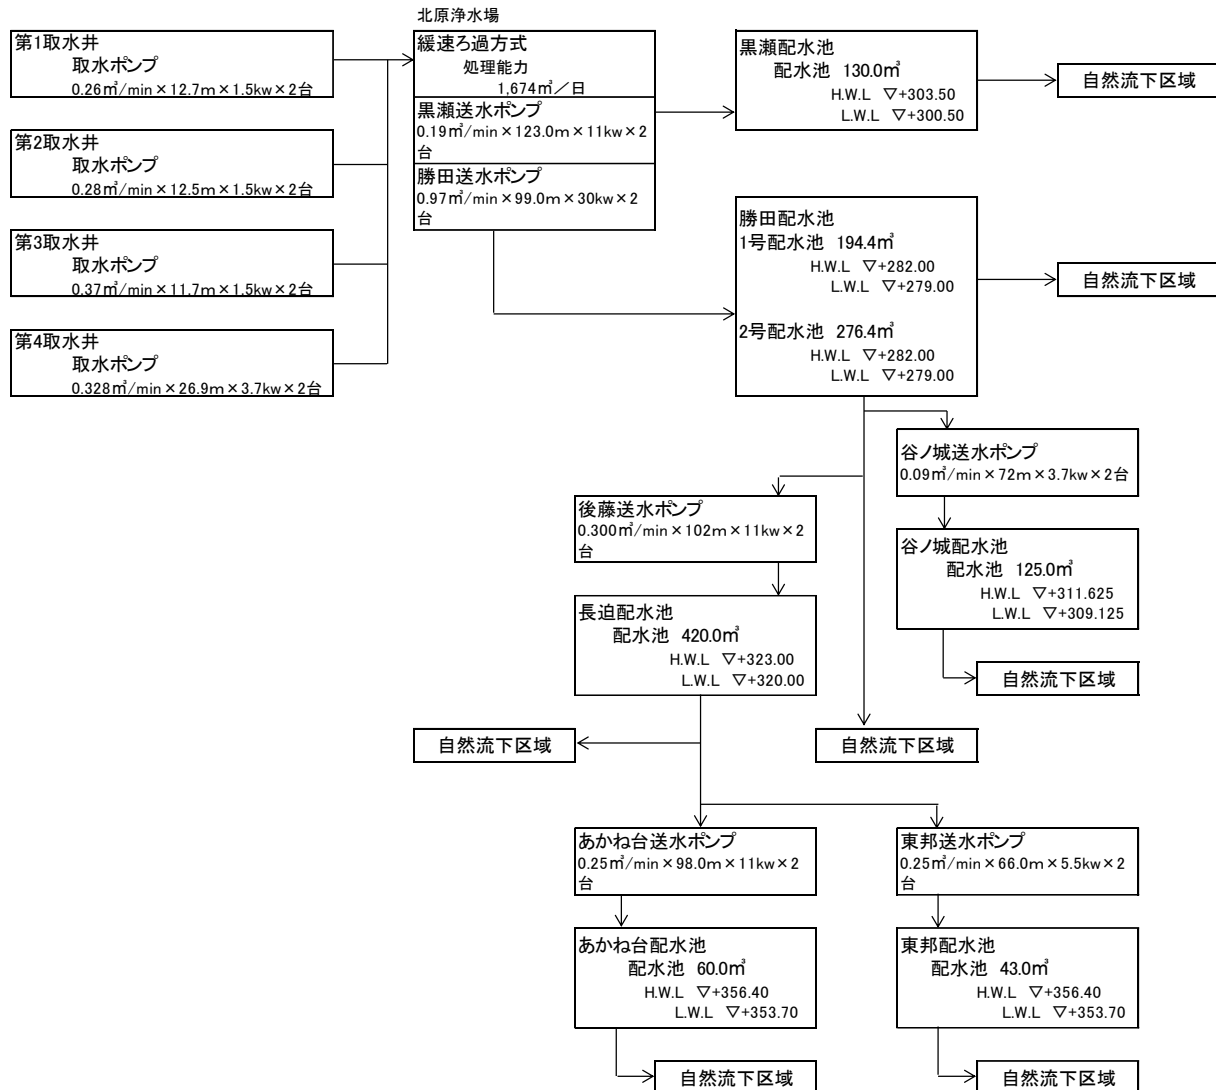 北原浄水場
第1取水井
取水ポンプ
0.26㎥/min×12.7m×1.5kw×2台
第2取水井
取水ポンプ
0.28㎥/min×12.5m×1.5kw×2台
第3取水井
取水ポンプ
0.37㎥/min×11.7m×1.5kw×2台
第4取水井
取水ポンプ
0.328㎥/min×26.9m×3.7kw×2台
緩速ろ過方式
処理能力
1,674㎥/日
黒瀬送水ポンプ
0.19㎥/min×123.0m×11kw×2
台
勝田送水ポンプ
0.97㎥/min×99.0m×30kw×2
台
黒瀬配水池
配水池 130.0㎥
H.W.L ▽+303.50
L.W.L ▽+300.50
自然流下区域
勝田配水池
1号配水池 194.4㎥
H.W.L ▽+282.00
L.W.L ▽+279.00
2号配水池 276.4㎥
H.W.L ▽+282.00
L.W.L ▽+279.00
自然流下区域
谷ノ城送水ポンプ
0.09㎥/min×72m×3.7kw×2台
後藤送水ポンプ
0.300㎥/min×102m×11kw×2
台
谷ノ城配水池
配水池 125.0㎥
H.W.L ▽+311.625
L.W.L ▽+309.125
長迫配水池
配水池 420.0㎥
H.W.L ▽+323.00
L.W.L ▽+320.00
自然流下区域
自然流下区域
自然流下区域
あかね台送水ポンプ
0.25㎥/min×98.0m×11kw×2
台
東邦送水ポンプ
0.25㎥/min×66.0m×5.5kw×2
台
あかね台配水池
配水池 60.0㎥
H.W.L ▽+356.40
L.W.L ▽+353.70
東邦配水池
配水池 43.0㎥
H.W.L ▽+356.40
L.W.L ▽+353.70
自然流下区域
自然流下区域